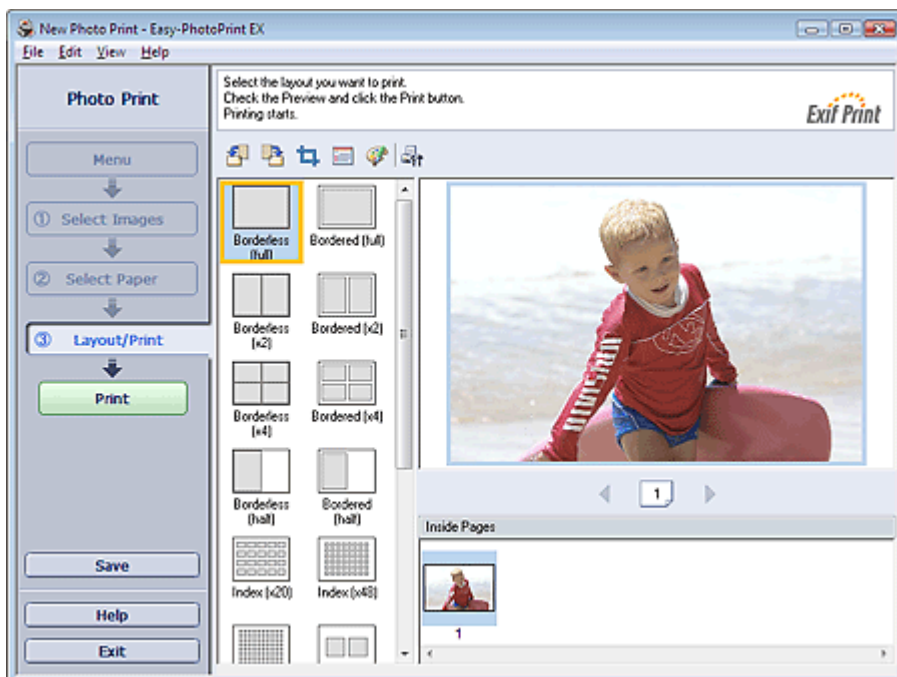 New Photo Print - Easy-PhotoPrint EX
File Edit View Help
Photo Print
Select the layout you want to print.
Check the Preview and click the Print button.
Printing starts.
Exif Print
Menu
① Select Images
② Select Paper
③ Layout/Print
Print
Save
Help
Exit
Borderless (full)
Bordered (full)
Borderless (x2)
Bordered (x2)
Borderless (x4)
Bordered (x4)
Borderless (half)
Bordered (half)
Index (x20)
Index (x48)
1
Inside Pages
1